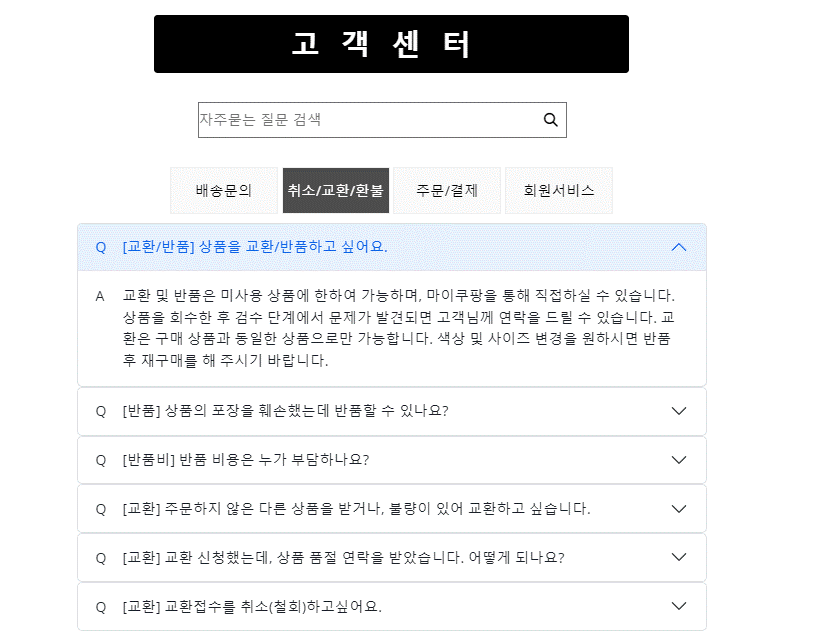 고 객 센 터
자주묻는 질문 검색
배송문의 취소/교환/환불 주문/결제 회원서비스
Q [교환/반품] 상품을 교환/반품하고 싶어요.
A 교환 및 반품은 미사용 상품에 한하여 가능하며, 마이쿠팡을 통해 직접하실 수 있습니다.
상품을 회수한 후 검수 단계에서 문제가 발견되면 고객님께 연락을 드릴 수 있습니다. 교
환은 구매 상품과 동일한 상품으로만 가능합니다. 색상 및 사이즈 변경을 원하시면 반품
후 재구매를 해 주시기 바랍니다.
Q [반품] 상품의 포장을 훼손했는데 반품할 수 있나요?
Q [반품비] 반품 비용은 누가 부담하나요?
Q [교환] 주문하지 않은 다른 상품을 받거나, 불량이 있어 교환하고 싶습니다.
Q [교환] 교환 신청했는데, 상품 품절 연락을 받았습니다. 어떻게 되나요?
Q [교환] 교환접수를 취소(철회)하고싶어요.